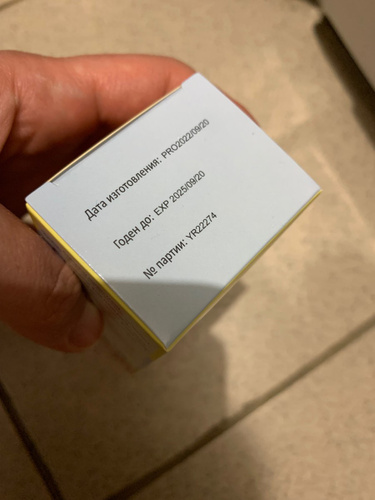 Дата изготовления: PRO2022/09/20
Годен до: EXP 2025/09/20
№ партии: YR22274